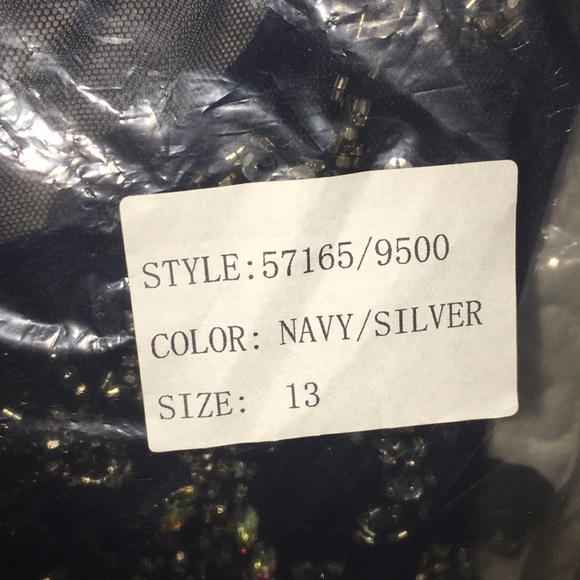 STYLE:57165/9500
COLOR: NAVY/SILVER
SIZE: 13